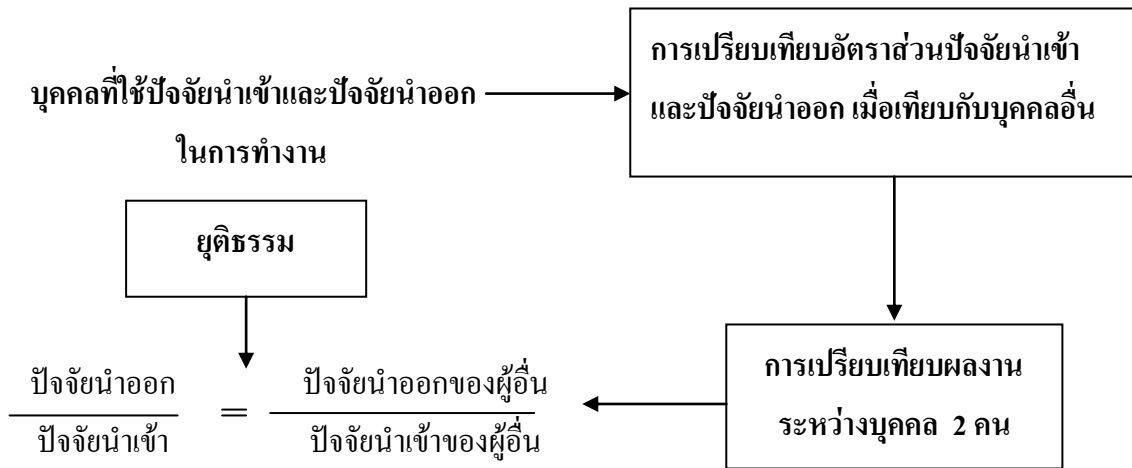 บุคคลที่ใช้ปัจจัยนำเข้าและปัจจัยนำออก
ในการทำงาน
การเปรียบเทียบอัตราส่วนปัจจัยนำเข้า
และปัจจัยนำออก เมื่อเทียบกับบุคคลอื่น
ยุติธรรม
การเปรียบเทียบผลงาน
ระหว่างบุคคล 2 คน
ปัจจัยนำออก
ปัจจัยนำเข้า
=
ปัจจัยนำออกของผู้อื่น
ปัจจัยนำเข้าของผู้อื่น